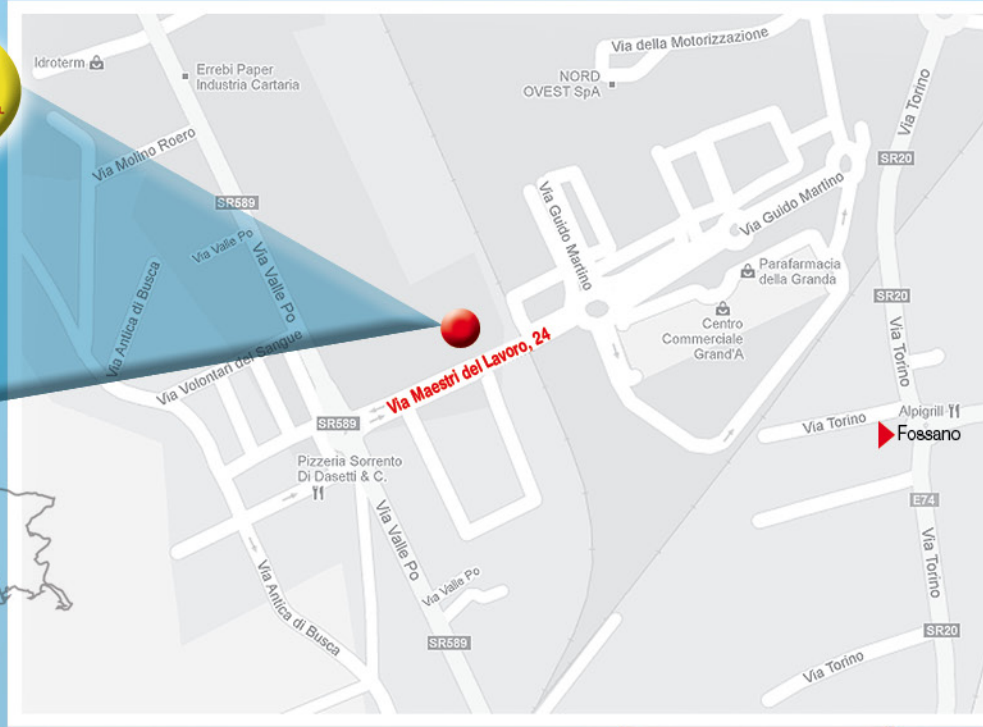 Via della Motorizzazione
Idroterm
Errebi Paper
Industria Cartaria
NORD
OVEST SpA
Via Torino
Via Molino Roero
SR20
SR589
Via Guido Martino
Via Guido Martino
Via Valle Po
Via Valle Po
Via Antica di Busca
Parafarmacia
della Granda
SR20
Centro
Commerciale
Grand'A
Via Torino
Via Volontari del Sangue
Via Maestri del Lavoro, 24
SR589
Via Torino
Alpigrill
Fossano
Pizzeria Sorrento
Di Dasetti & C.
E74
Via Valle Po
Via Torino
Via Antica di Busca
Via Valle Po
SR589
SR20
Via Torino